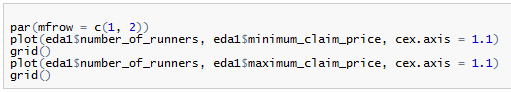 par(mfrow = c(1, 2))
plot(eda1$number_of_runners, eda1$minimum_claim_price, cex.axis = 1.1)
grid()
plot(eda1$number_of_runners, eda1$maximum_claim_price, cex.axis = 1.1)
grid()